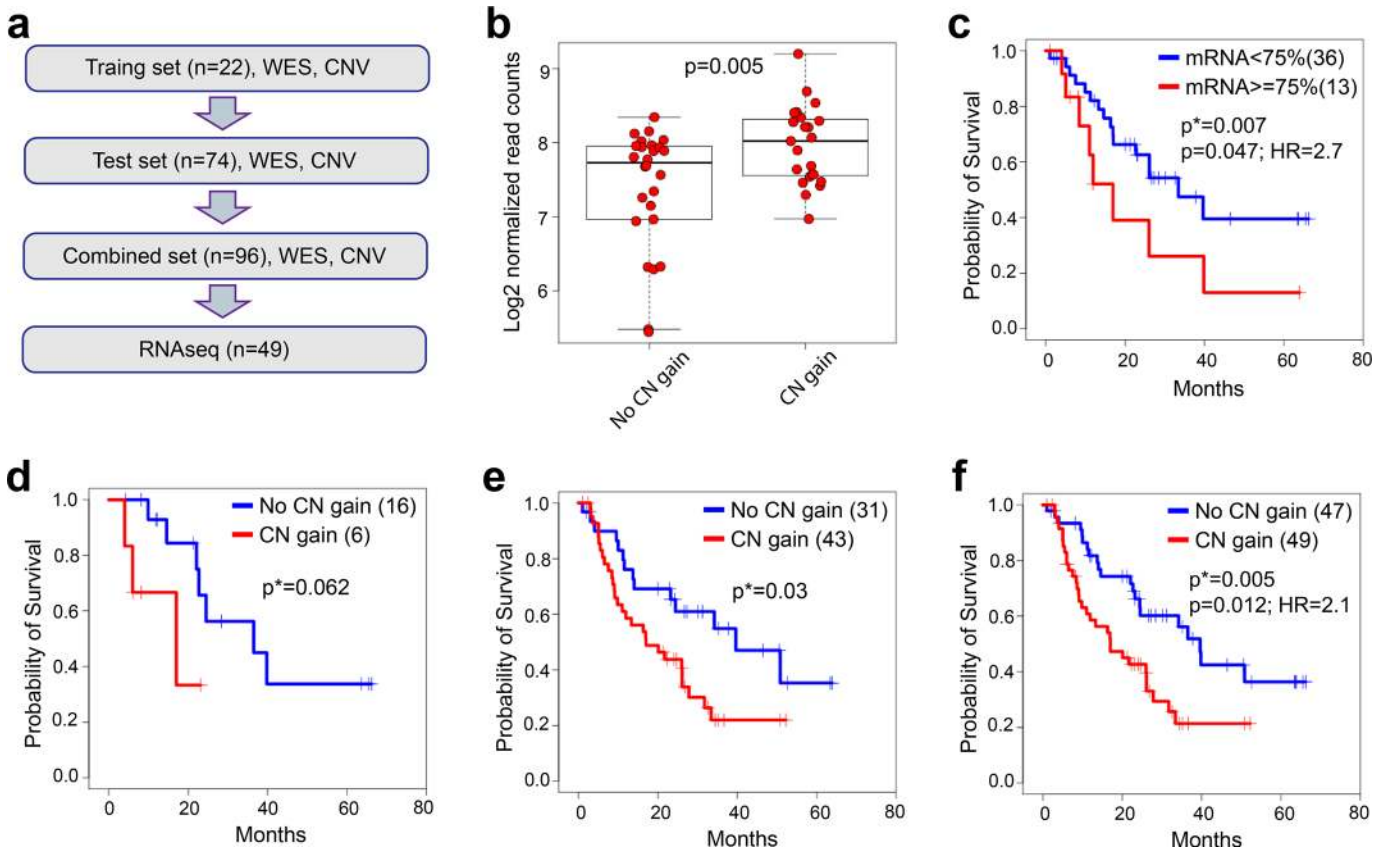 a
Traing set (n=22), WES, CNV
Test set (n=74), WES, CNV
Combined set (n=96), WES, CNV
RNAseq (n=49)
b
Log2 normalized read counts
9
8
7
6
p=0.005
No CN gain
CN gain
c
Probability of Survival
1.0
0.8
0.6
0.4
0.2
0.0
mRNA<75%(36)
mRNA>=75%(13)
p*=0.007
p=0.047; HR=2.7
0 20 40 60 80
Months
d
Probability of Survival
1.0
0.8
0.6
0.4
0.2
0.0
No CN gain (16)
CN gain (6)
p*=0.062
0 20 40 60 80
Months
e
Probability of Survival
1.0
0.8
0.6
0.4
0.2
0.0
No CN gain (31)
CN gain (43)
p*=0.03
0 20 40 60 80
Months
f
Probability of Survival
1.0
0.8
0.6
0.4
0.2
0.0
No CN gain (47)
CN gain (49)
p*=0.005
p=0.012; HR=2.1
0 20 40 60 80
Months